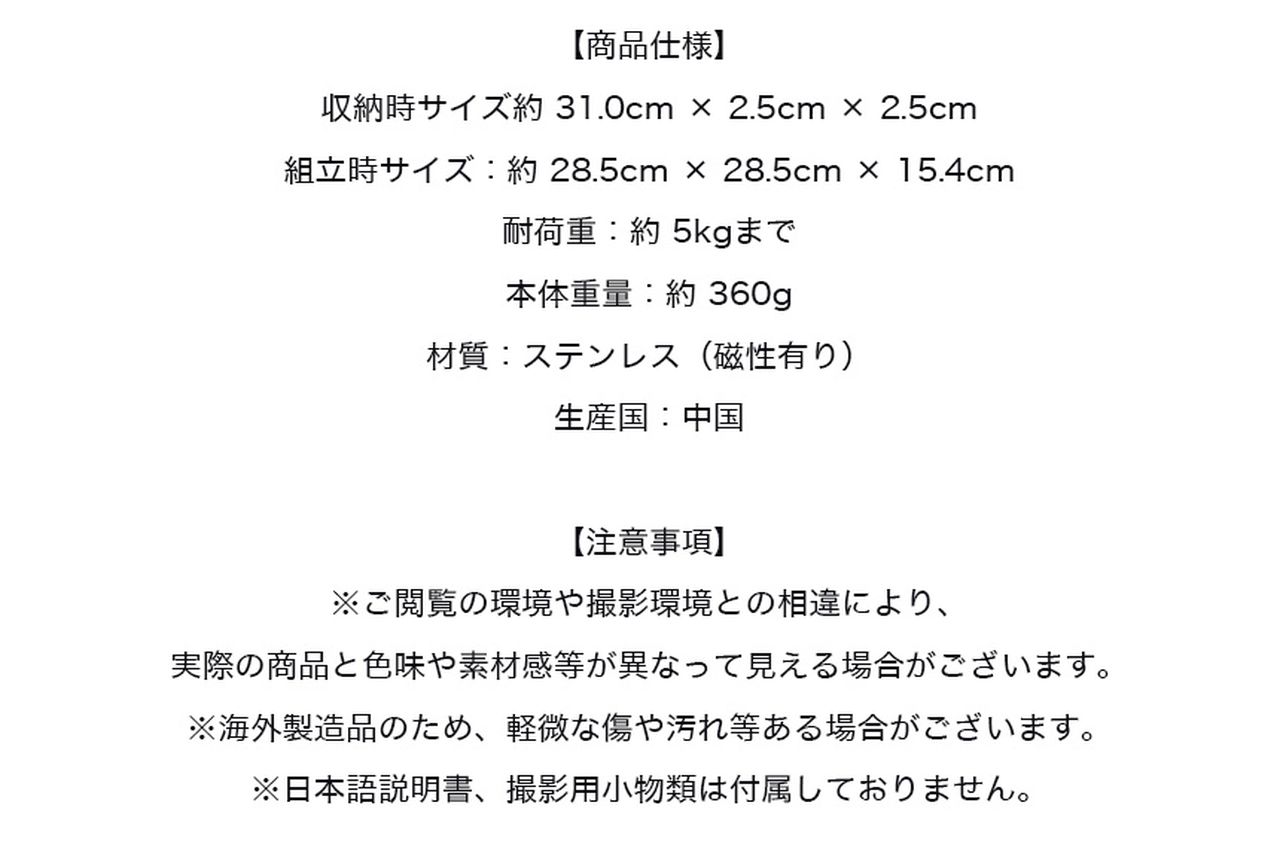 【商品仕様】
収納時サイズ約 31.0cm × 2.5cm × 2.5cm
組立時サイズ：約 28.5cm × 28.5cm × 15.4cm
耐荷重：約 5kgまで
本体重量：約 360g
材質：ステンレス（磁性有り）
生産国：中国
【注意事項】
※ご閲覧の環境や撮影環境との相違により、
実際の商品と色味や素材感等が異なって見える場合がございます。
※海外製造品のため、軽微な傷や汚れ等ある場合がございます。
※日本語説明書、撮影用小物類は付属しておりません。